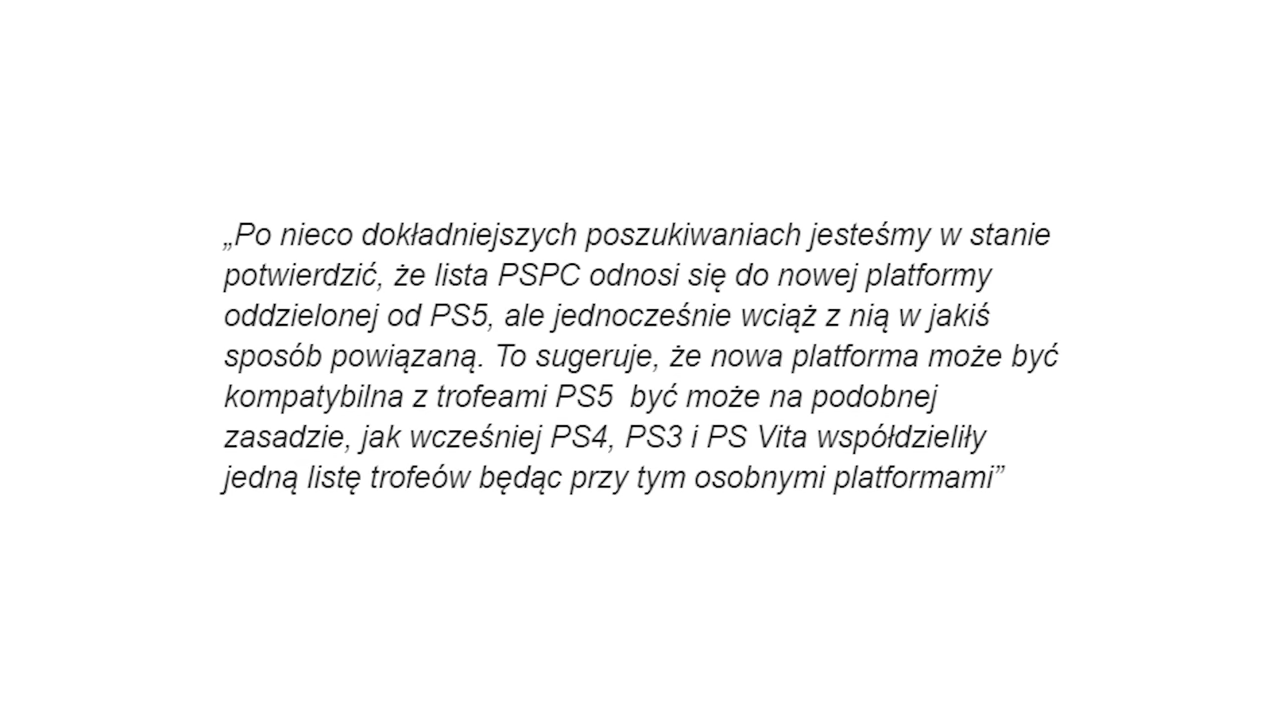 „Po nieco dokładniejszych poszukiwaniach jesteśmy w stanie
potwierdzić, że lista PSPC odnosi się do nowej platformy
oddzielonej od PS5, ale jednocześnie wciąż z nią w jakiś
sposób powiązaną. To sugeruje, że nowa platforma może być
kompatybilna z trofeami PS5  być może na podobnej
zasadzie, jak wcześniej PS4, PS3 i PS Vita współdzieliły
jedną listę trofeów będąc przy tym osobnymi platformami”